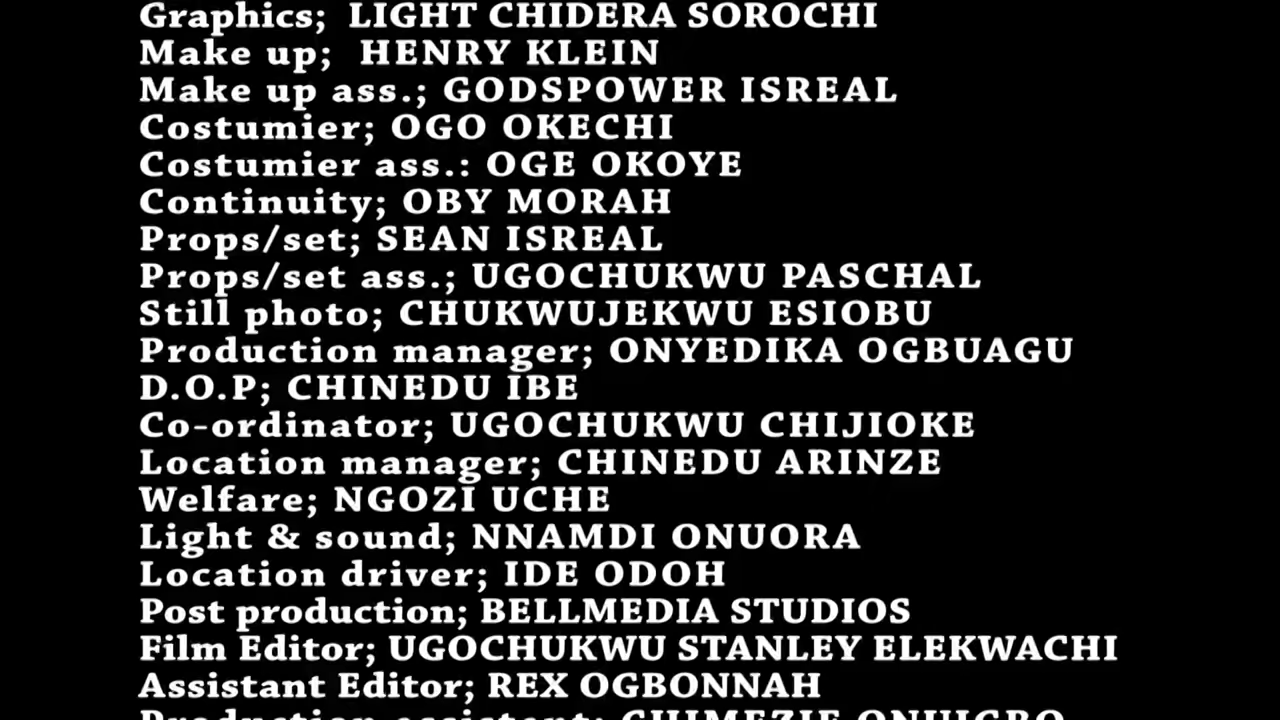 Graphics; LIGHT CHIDERA SOROCHI
Make up; HENRY KLEIN
Make up ass.; GODSPOWER ISREAL
Costumier; OGO OKECHI
Costumier ass.: OGE OKOYE
Continuity; OBY MORAH
Props/set; SEAN ISREAL
Props/set ass.; UGOCHUKWU PASCHAL
Still photo; CHUKWUJEKWU ESIOBU
Production manager; ONYEDIKA OGBUAGU
D.O.P; CHINEDU IBE
Co-ordinator; UGOCHUKWU CHIJIOKE
Location manager; CHINEDU ARINZE
Welfare; NGOZI UCHE
Light & sound; NNAMDI ONUORA
Location driver; IDE ODOH
Post production; BELLMEDIA STUDIOS
Film Editor; UGOCHUKWU STANLEY ELEKWACHI
Assistant Editor; REX OGBONNAH
Production assistant; CHIMEZIE